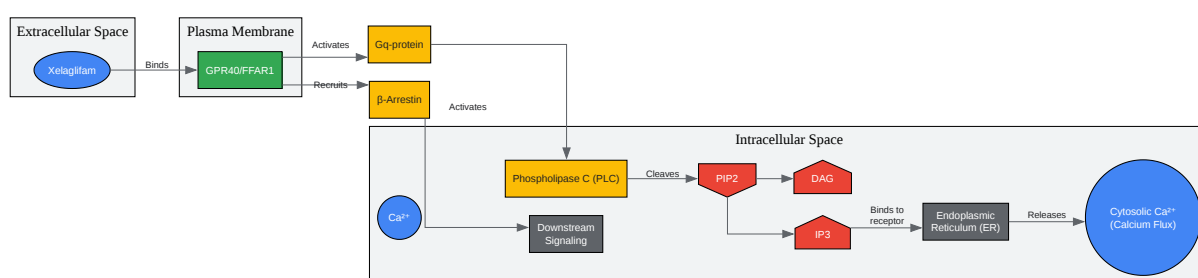 Extracellular Space
Xelaglifam
Binds
Plasma Membrane
GPR40/FFAR1
Activates
Recruits
Gq-protein
β-Arrestin
Activates
Intracellular Space
Phospholipase C (PLC)
Cleaves
PIP2
DAG
Ca²⁺
Downstream
Signaling
IP3
Binds to
receptor
Endoplasmic
Reticulum (ER)
Releases
Cytosolic Ca²⁺
(Calcium Flux)